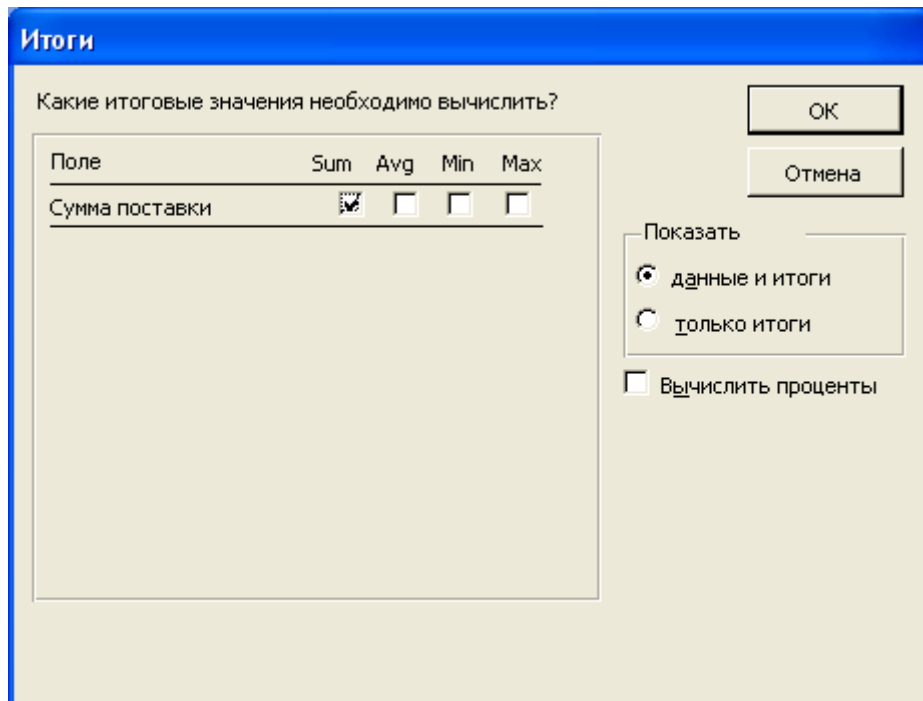 Итоги
Какие итоговые значения необходимо вычислить?
OK
Поле Sum Avg Min Max
Отмена
Сумма поставки
Показать
данные и итоги
только итоги
Вычислить проценты